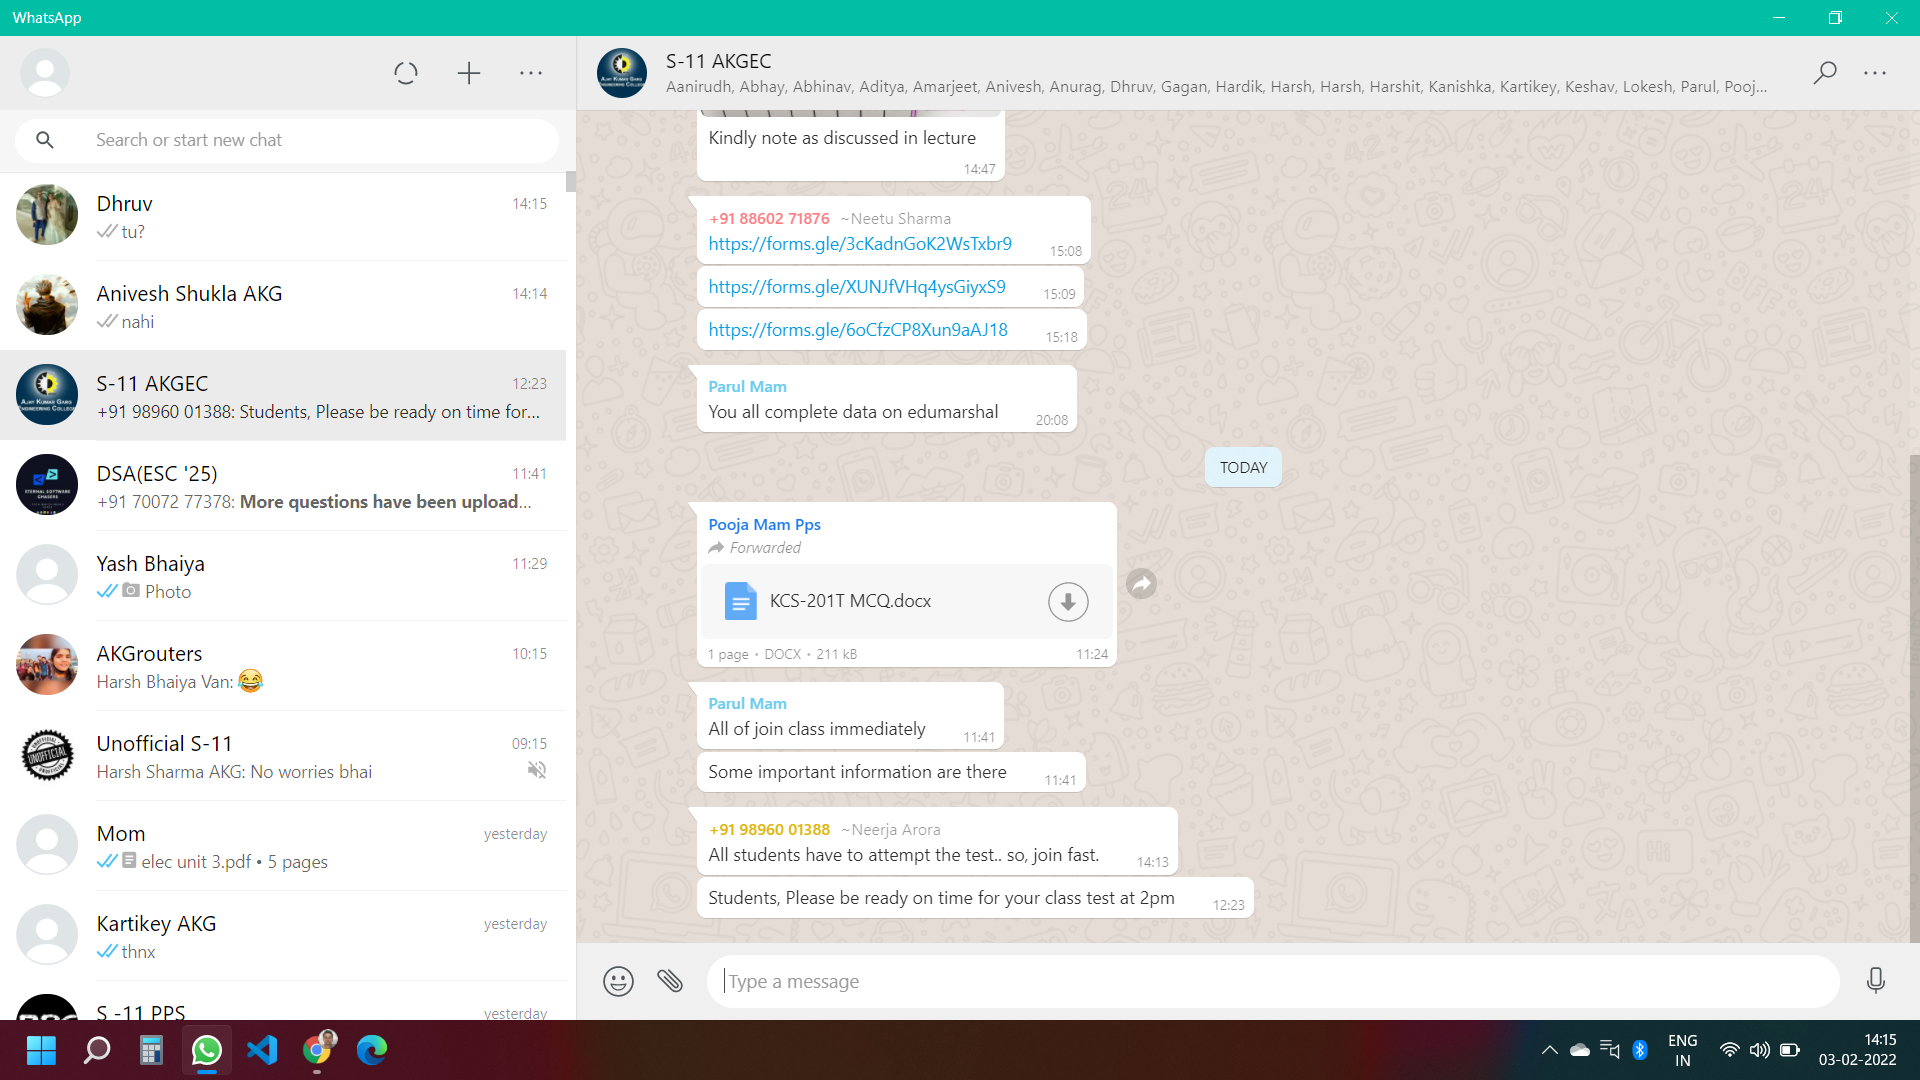 WhatsApp
Search or start new chat
Dhruv
14:15
tu?
Anivesh Shukla AKG
14:14
nahi
S-11 AKGEC
12:23
+91 98960 01388: Students, Please be ready on time for...
DSA(ESC '25)
11:41
+91 70072 77378: More questions have been upload...
Yash Bhaiya
11:29
Photo
AKGrouters
10:15
Harsh Bhaiya Van: 😂
Unofficial S-11
09:15
Harsh Sharma AKG: No worries bhai
Mom
yesterday
elec unit 3.pdf • 5 pages
Kartikey AKG
yesterday
thnx
S -11 PPS
yesterday
S-11 AKGEC
Aanirudh, Abhay, Abhinav, Aditya, Amarjeet, Anivesh, Anurag, Dhruv, Gagan, Hardik, Harsh, Harsh, Harshit, Kanishka, Kartikey, Keshav, Lokesh, Parul, Pooj...
Kindly note as discussed in lecture
14:47
+91 88602 71876 ~Neetu Sharma
https://forms.gle/3cKadnGoK2WsTxbr9
15:08
https://forms.gle/XUNJfVHq4ysGiyxS9
15:09
https://forms.gle/6oCfzCP8Xun9aAJ18
15:18
Parul Mam
You all complete data on edumarshal
20:08
TODAY
Pooja Mam Pps
Forwarded
KCS-201T MCQ.docx
1 page • DOCX • 211 kB
11:24
Parul Mam
All of join class immediately
11:41
Some important information are there
11:41
+91 98960 01388 ~Neerja Arora
All students have to attempt the test.. so, join fast.
14:13
Students, Please be ready on time for your class test at 2pm
12:23
Type a message
ENG
IN
14:15
03-02-2022